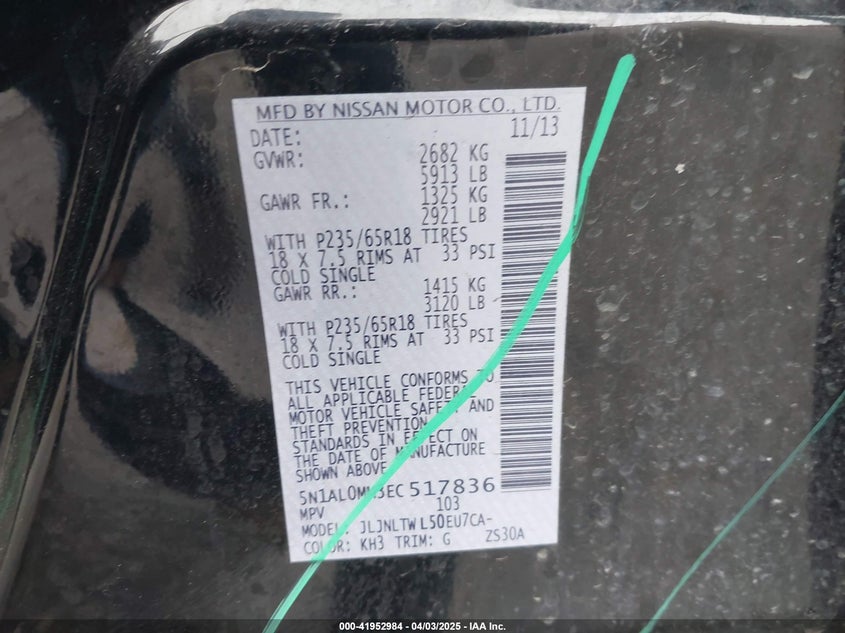 MFD BY NISSAN MOTOR CO., LTD.
DATE: 11/13
GVWR: 2682 KG
5913 LB
GAWR FR.: 1325 KG
2921 LB
WITH P235/65R18 TIRES
18 X 7.5 RIMS AT 33 PSI
COLD SINGLE
GAWR RR.: 1415 KG
3120 LB
WITH P235/65R18 TIRES
18 X 7.5 RIMS AT 33 PSI
COLD SINGLE
THIS VEHICLE CONFORMS TO
ALL APPLICABLE FEDERAL
MOTOR VEHICLE SAFETY AND
THEFT PREVENTION
STANDARDS IN EFFECT ON
THE DATE OF MANUFACTURE
SHOWN ABOVE
517836
MPV 103
MODEL: JLJNLTW L50EU7CA-
COLOR: KH3 TRIM: G ZS30A
000-41952984 - 04/03/2025 - IAA Inc.